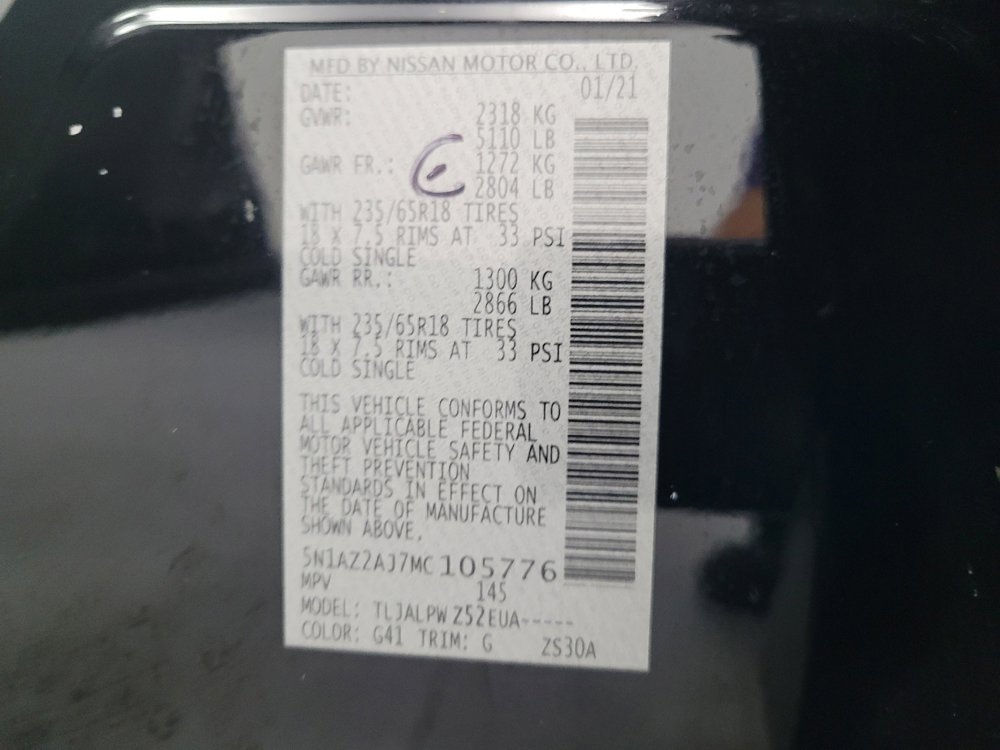 MFD BY NISSAN MOTOR CO., LTD.
DATE: 01/21
GVWR: 2318 KG
5110 LB
GAWR FR.: 1272 KG
2804 LB
WITH 235/65R18 TIRES
18 X 7.5 RIMS AT 33 PSI
COLD SINGLE
GAWR RR.: 1300 KG
2866 LB
WITH 235/65R18 TIRES
18 X 7.5 RIMS AT 33 PSI
COLD SINGLE
THIS VEHICLE CONFORMS TO
ALL APPLICABLE FEDERAL
MOTOR VEHICLE SAFETY AND
THEFT PREVENTION
STANDARDS IN EFFECT ON
THE DATE OF MANUFACTURE
SHOWN ABOVE.
5N1AZ2AJ7MC105776
MPV 145
MODEL: TLJALPW Z52EUA-----
COLOR: G41 TRIM: G ZS30A